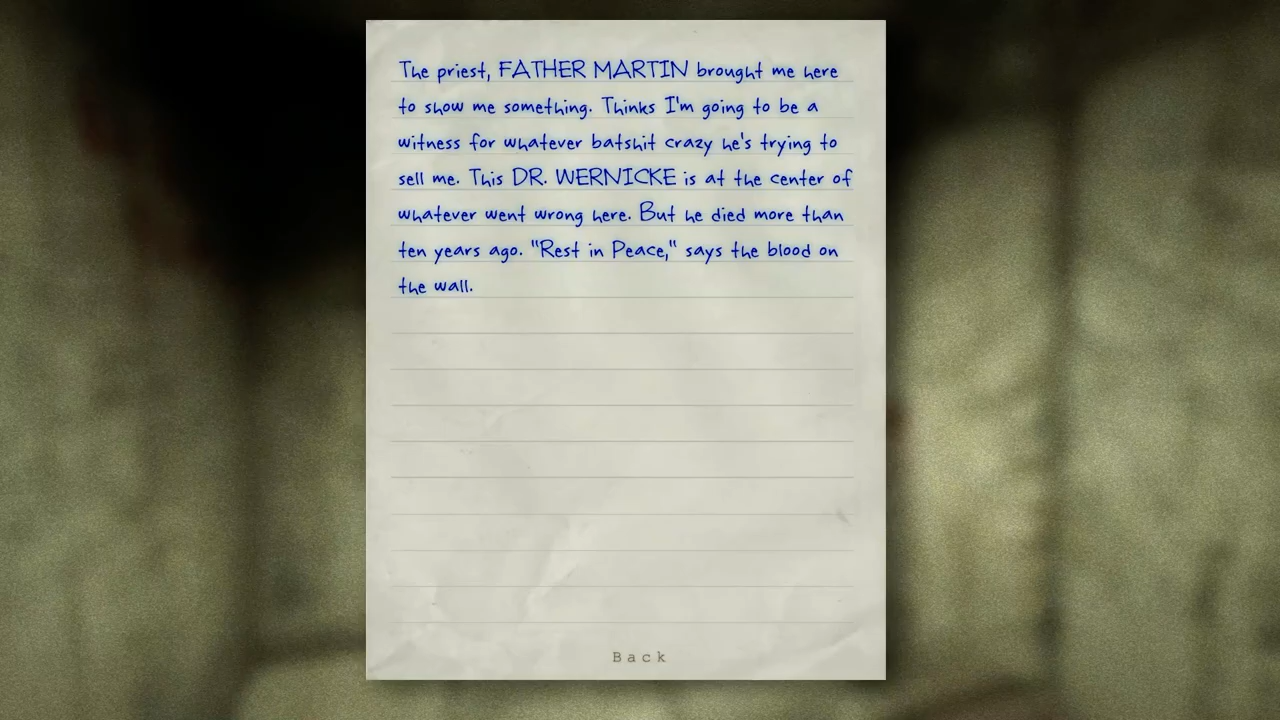 The priest, FATHER MARTIN brought me here
to show me something. Thinks I'm going to be a
witness for whatever batshit crazy he's trying to
sell me. This DR. WERNICKE is at the center of
whatever went wrong here. But he died more than
ten years ago. "Rest in Peace," says the blood on
the wall.
Back